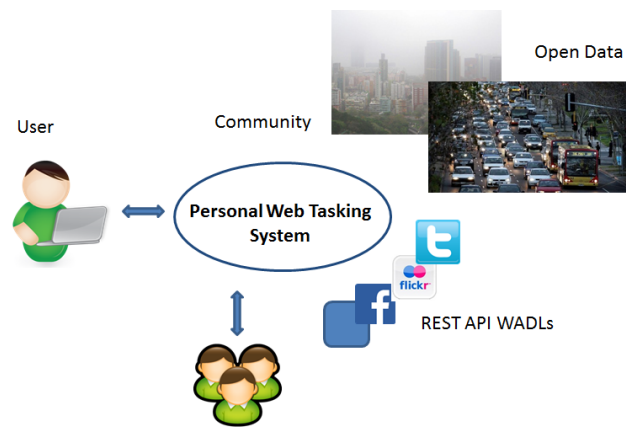 Open Data
User
Community
Personal Web Tasking
System
flickr
REST API WADLs